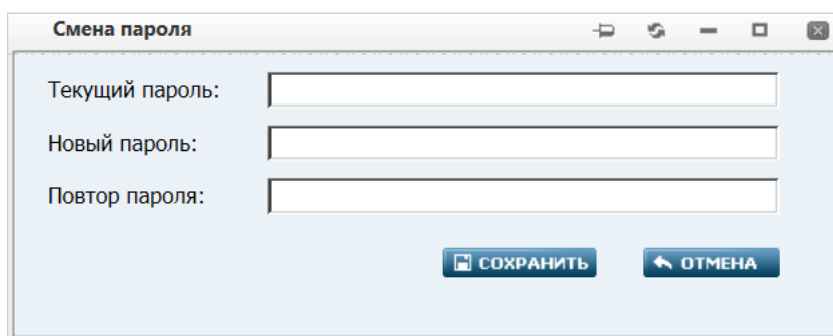 Смена пароля
Текущий пароль:
Новый пароль:
Повтор пароля:
СОХРАНИТЬ ОТМЕНА